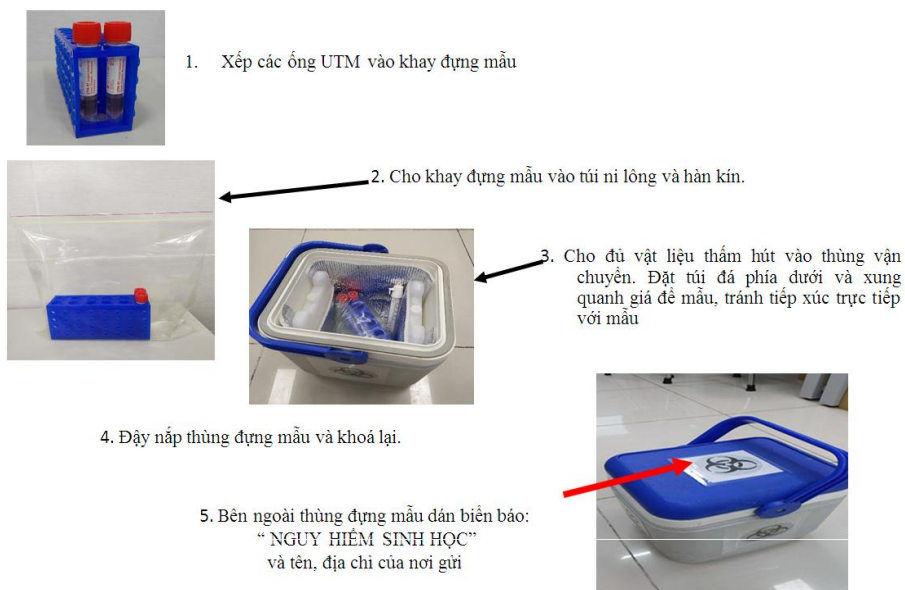 1. Xếp các ống UTM vào khay đựng mẫu
2. Cho khay đựng mẫu vào túi ni lông và hàn kín.
3. Cho đủ vật liệu thấm hút vào thùng vận
chuyển. Đặt túi đá phía dưới và xung
quanh giá để mẫu, tránh tiếp xúc trực tiếp
với mẫu
4. Đậy nắp thùng đựng mẫu và khoá lại.
5. Bên ngoài thùng đựng mẫu dán biển báo:
“ NGUY HIỂM SINH HỌC”
và tên, địa chỉ của nơi gửi